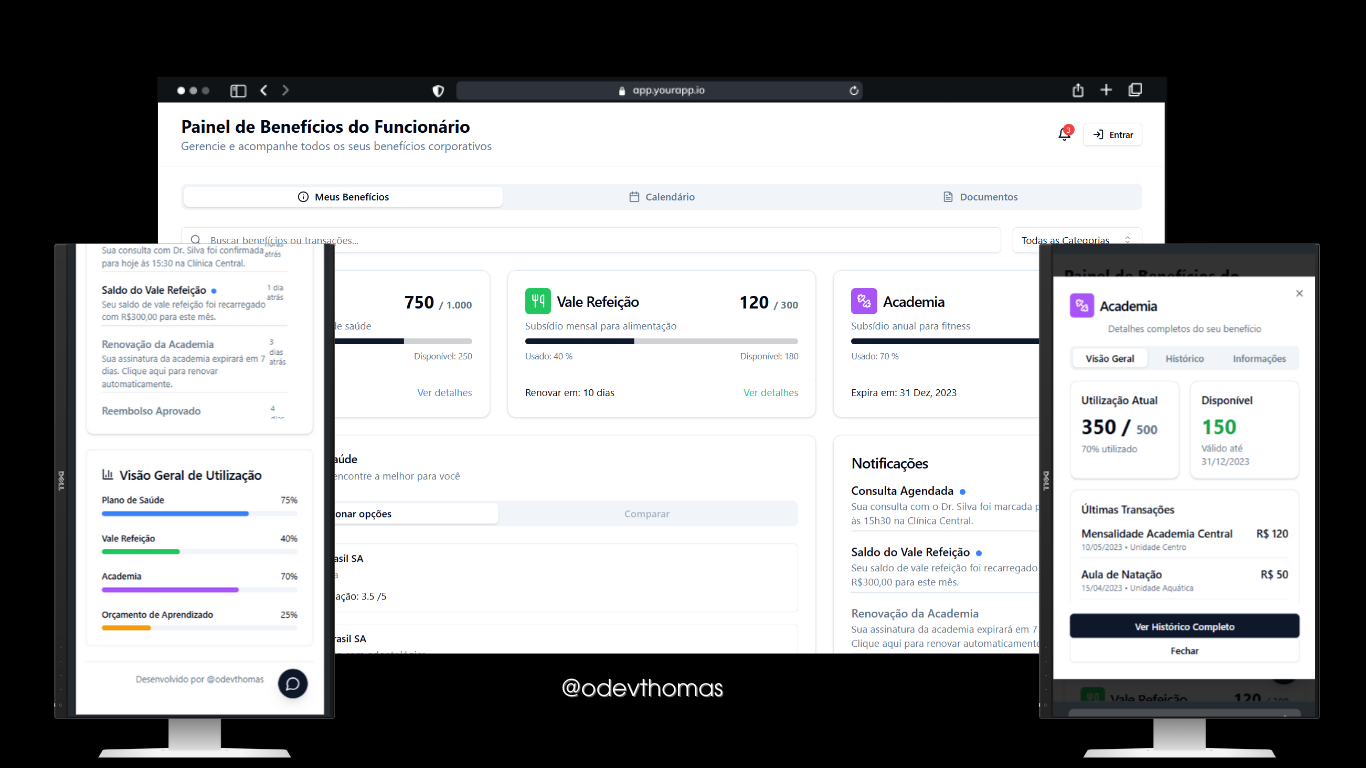 app.yourapp.io
Painel de Benefícios do Funcionário
Gerencie e acompanhe todos os seus benefícios corporativos
3
Entrar
Meus Benefícios
Calendário
Documentos
Buscar benefícios ou transações...
Todas as Categorias
750 / 1.000
de saúde
Disponível: 250
Ver detalhes
Vale Refeição
120 / 300
Subsídio mensal para alimentação
Usado: 40 %
Disponível: 180
Renovar em: 10 dias
Ver detalhes
Academia
Subsídio anual para fitness
Usado: 70 %
Expira em: 31 Dez, 2023
aúde
encontre a melhor para você
onar opções
Comparar
asil SA
ação: 3.5 /5
rasil SA
Notificações
Consulta Agendada
Sua consulta com o Dr. Silva foi marcada p
às 15h30 na Clínica Central.
Saldo do Vale Refeição
Seu saldo de vale refeição foi recarregado
R$300,00 para este mês.
Renovação da Academia
Sua assinatura da academia expirará em 7
Clique aqui para renovar automaticamente
DELL
Sua consulta com Dr. Silva foi confirmada
para hoje às 15:30 na Clínica Central.
horas
atrás
Saldo do Vale Refeição
1 dia
atrás
Seu saldo de vale refeição foi recarregado
com R$300,00 para este mês.
Renovação da Academia
3
dias
atrás
Sua assinatura da academia expirará em 7
dias. Clique aqui para renovar
automaticamente.
Reembolso Aprovado
4
dias
Visão Geral de Utilização
Plano de Saúde
75%
Vale Refeição
40%
Academia
70%
Orçamento de Aprendizado
25%
Desenvolvido por @odevthomas
DELL
Painel de Benefícios do
Academia
Detalhes completos do seu benefício
Visão Geral
Histórico
Informações
Utilização Atual
350 / 500
70% utilizado
Disponível
150
Válido até
31/12/2023
Últimas Transações
Mensalidade Academia Central
R$ 120
10/05/2023 • Unidade Centro
Aula de Natação
R$ 50
15/04/2023 • Unidade Aquática
Ver Histórico Completo
Fechar
Vale Refeição
120 / 300
@odevthomas